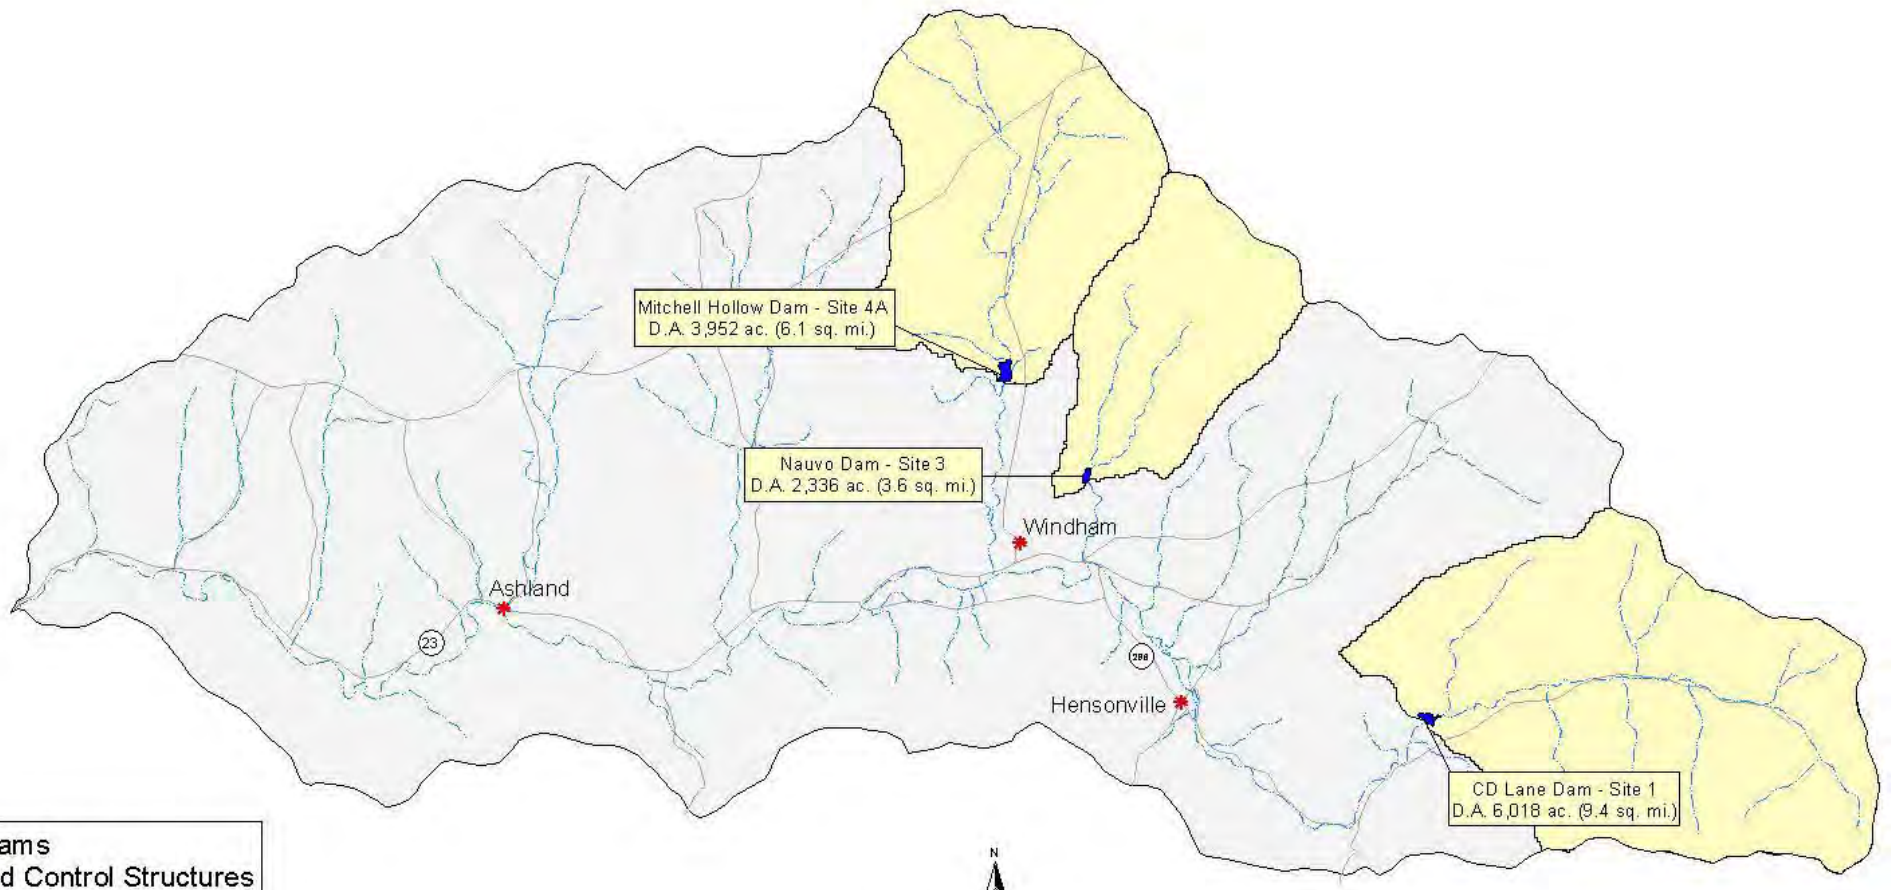 Mitchell Hollow Dam - Site 4A
D.A. 3,952 ac. (6.1 sq. mi.)
Nauvo Dam - Site 3
D.A. 2,336 ac. (3.6 sq. mi.)
Windham
Ashland
23
296
Hensonville
CD Lane Dam - Site 1
D.A. 6,018 ac. (9.4 sq. mi.)
ams
d Control Structures
N